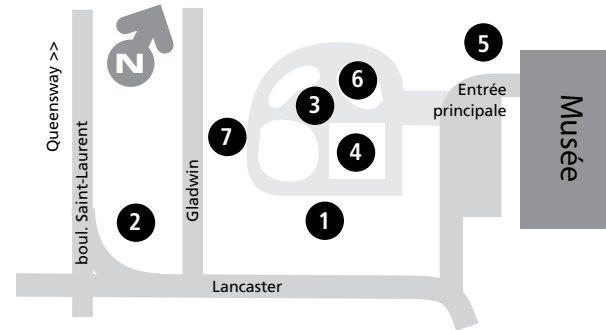 Queensway >>
boul. Saint-Laurent
N
Gladwin
Lancaster
Entrée
principale
Musée
1
2
3
4
5
6
7